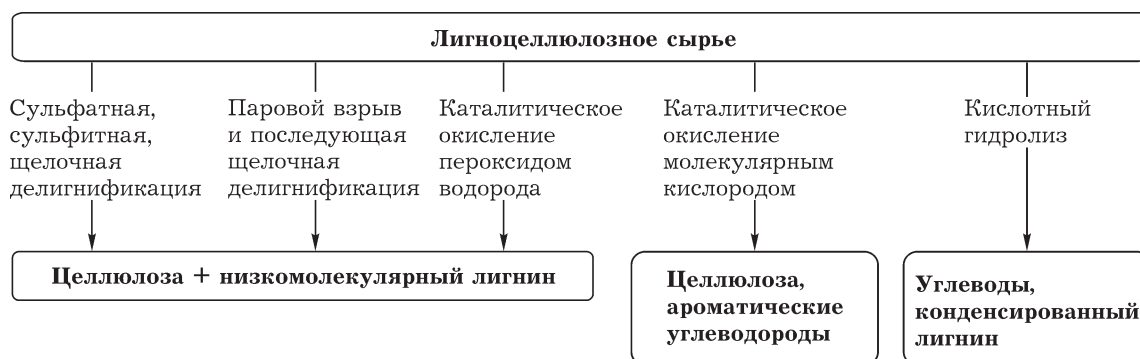 Лигноцеллюлозное сырье
Сульфатная,
сульфитная,
щелочная
делигнификация
Паровой взрыв
и последующая
щелочная
делигнификация
Каталитическое
окисление
пероксидом
водорода
Каталитическое
окисление
молекулярным
кислородом
Кислотный
гидролиз
Целлюлоза + низкомолекулярный лигнин
Целлюлоза,
ароматические
углеводороды
Углеводы,
конденсированный
лигнин